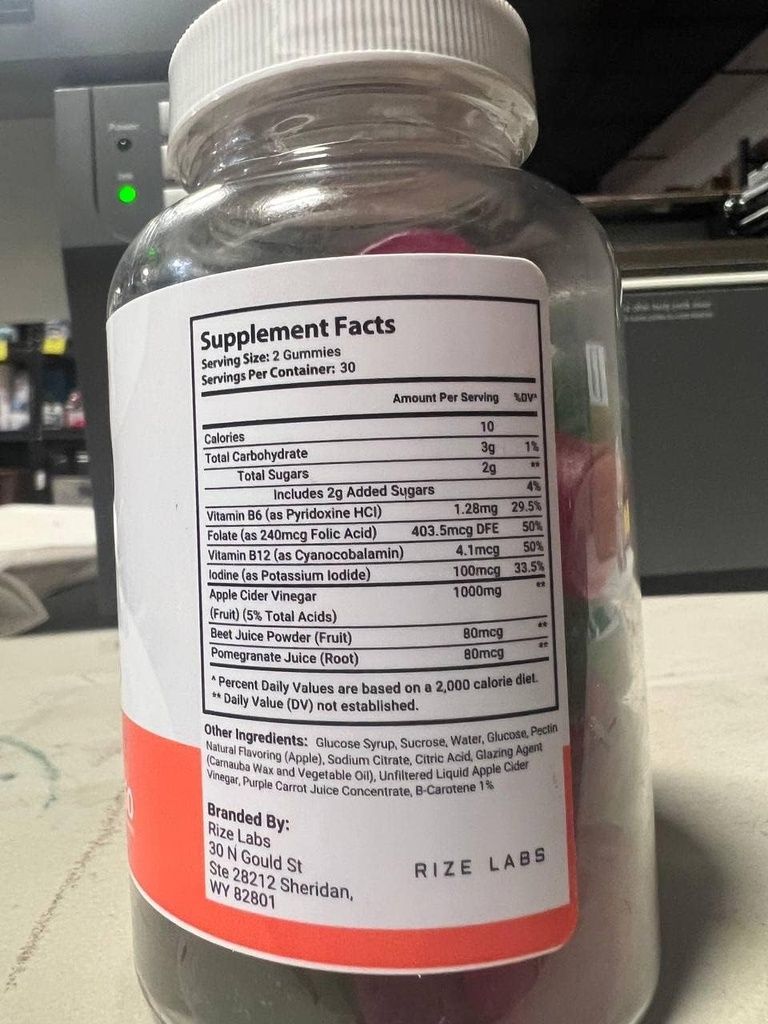 Power
Supplement Facts
Serving Size: 2 Gummies
Servings Per Container: 30
Amount Per Serving %DV^
Calories 10
Total Carbohydrate 3g 1%
Total Sugars 2g **
Includes 2g Added Sugars 4%
Vitamin B6 (as Pyridoxine HCl) 1.28mg 29.5%
Folate (as 240mcg Folic Acid) 403.5mcg DFE 50%
Vitamin B12 (as Cyanocobalamin) 4.1mcg 50%
Iodine (as Potassium Iodide) 100mcg 33.5%
Apple Cider Vinegar 1000mg **
(Fruit) (5% Total Acids)
Beet Juice Powder (Fruit) 80mcg **
Pomegranate Juice (Root) 80mcg **
^ Percent Daily Values are based on a 2,000 calorie diet.
** Daily Value (DV) not established.
Other Ingredients: Glucose Syrup, Sucrose, Water, Glucose, Pectin
Natural Flavoring (Apple), Sodium Citrate, Citric Acid, Glazing Agent
(Carnauba Wax and Vegetable Oil), Unfiltered Liquid Apple Cider
Vinegar, Purple Carrot Juice Concentrate, B-Carotene 1%
Branded By:
Rize Labs
30 N Gould St
Ste 28212 Sheridan,
WY 82801
RIZE LABS